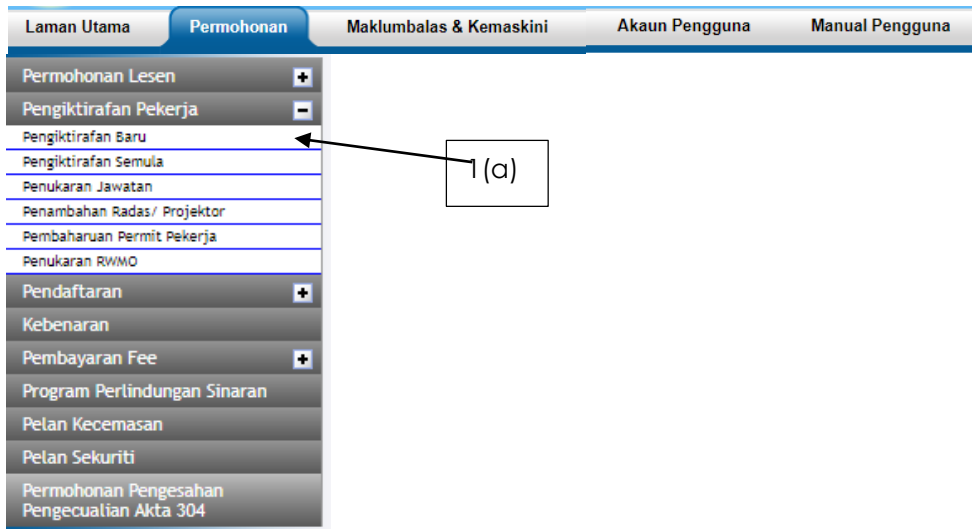 Laman Utama Permohonan Maklumbalas & Kemaskini Akaun Pengguna Manual Pengguna
Permohonan Lesen
Pengiktirafan Pekerja
Pengiktirafan Baru
Pengiktirafan Semula
Penukaran Jawatan
Penambahan Radas/ Projektor
Pembaharuan Permit Pekerja
Penukaran RWMO
Pendaftaran
Kebenaran
Pembayaran Fee
Program Perlindungan Sinaran
Pelan Kecemasan
Pelan Sekuriti
Permohonan Pengesahan
Pengecualian Akta 304
1(a)